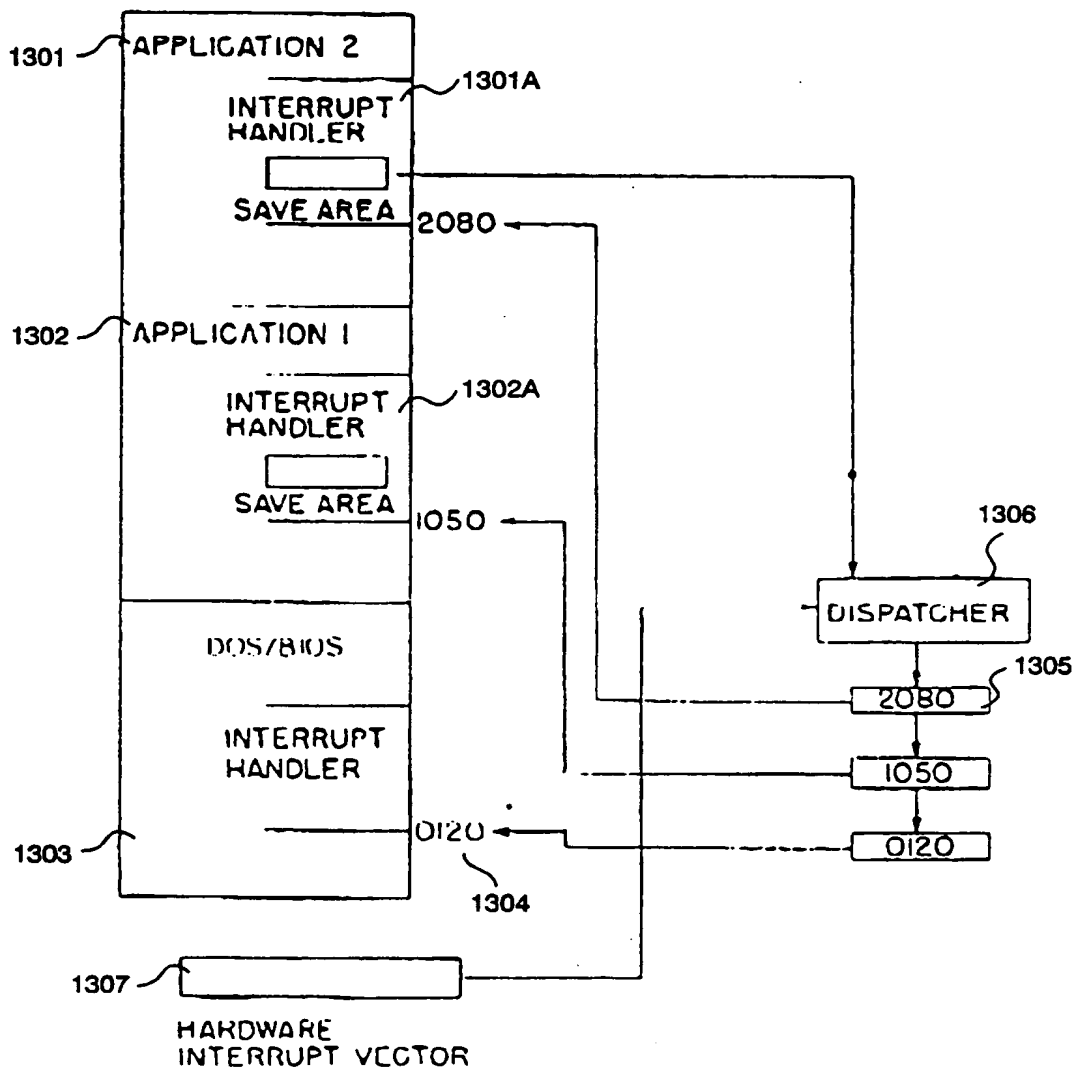 1301
APPLICATION 2
1301A
INTERRUPT
HANDLER
SAVE AREA
2080
1302
APPLICATION 1
1302A
INTERRUPT
HANDLER
SAVE AREA
1050
1306
DISPATCHER
DOS/BIOS
1305
2080
INTERRUPT
HANDLER
1050
0120
1303
0120
1304
1307
HARDWARE
INTERRUPT VECTOR